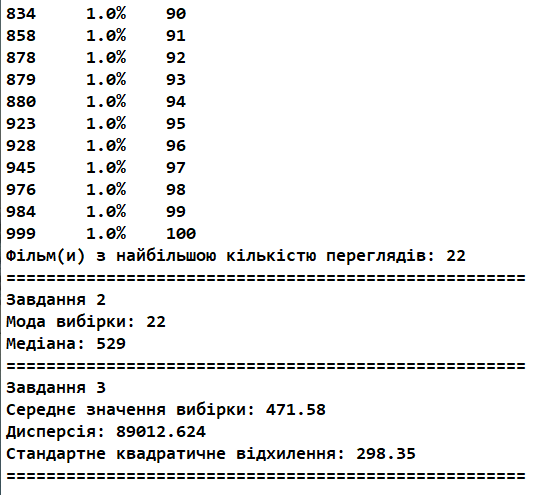 834 1.0% 90
858 1.0% 91
878 1.0% 92
879 1.0% 93
880 1.0% 94
923 1.0% 95
928 1.0% 96
945 1.0% 97
976 1.0% 98
984 1.0% 99
999 1.0% 100
Фільм(и) з найбільшою кількістю переглядів: 22
====================================================
Завдання 2
Мода вибірки: 22
Медіана: 529
====================================================
Завдання 3
Середнє значення вибірки: 471.58
Дисперсія: 89012.624
Стандартне квадратичне відхилення: 298.35
====================================================